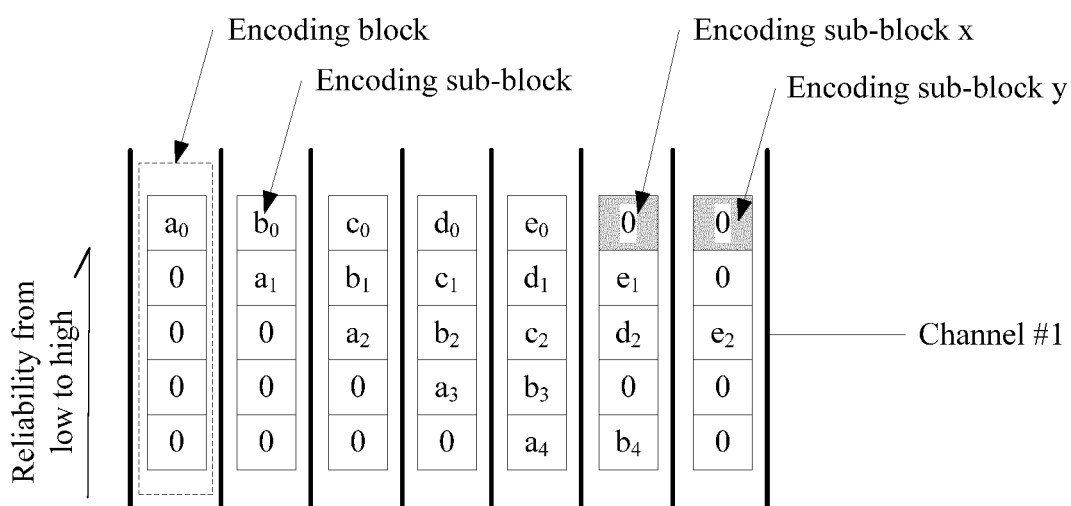 Encoding block
Encoding sub-block x
Encoding sub-block
Encoding sub-block y
a₀ b₀ c₀ d₀ e₀ 0 0
0 a₁ b₁ c₁ d₁ e₁ 0
0 0 a₂ b₂ c₂ d₂ e₂
0 0 0 a₃ b₃ 0 0
0 0 0 0 a₄ b₄ 0
Reliability from
low to high
Channel #1